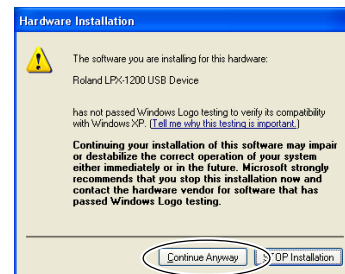 Hardware Installation
The software you are installing for this hardware:
Roland LPX-1200 USB Device
has not passed Windows Logo testing to verify its compatibility
with Windows XP. (Tell me why this testing is important.)
Continuing your installation of this software may impair
or destabilize the correct operation of your system
either immediately or in the future. Microsoft strongly
recommends that you stop this installation now and
contact the hardware vendor for software that has
passed Windows Logo testing.
Continue Anyway STOP Installation